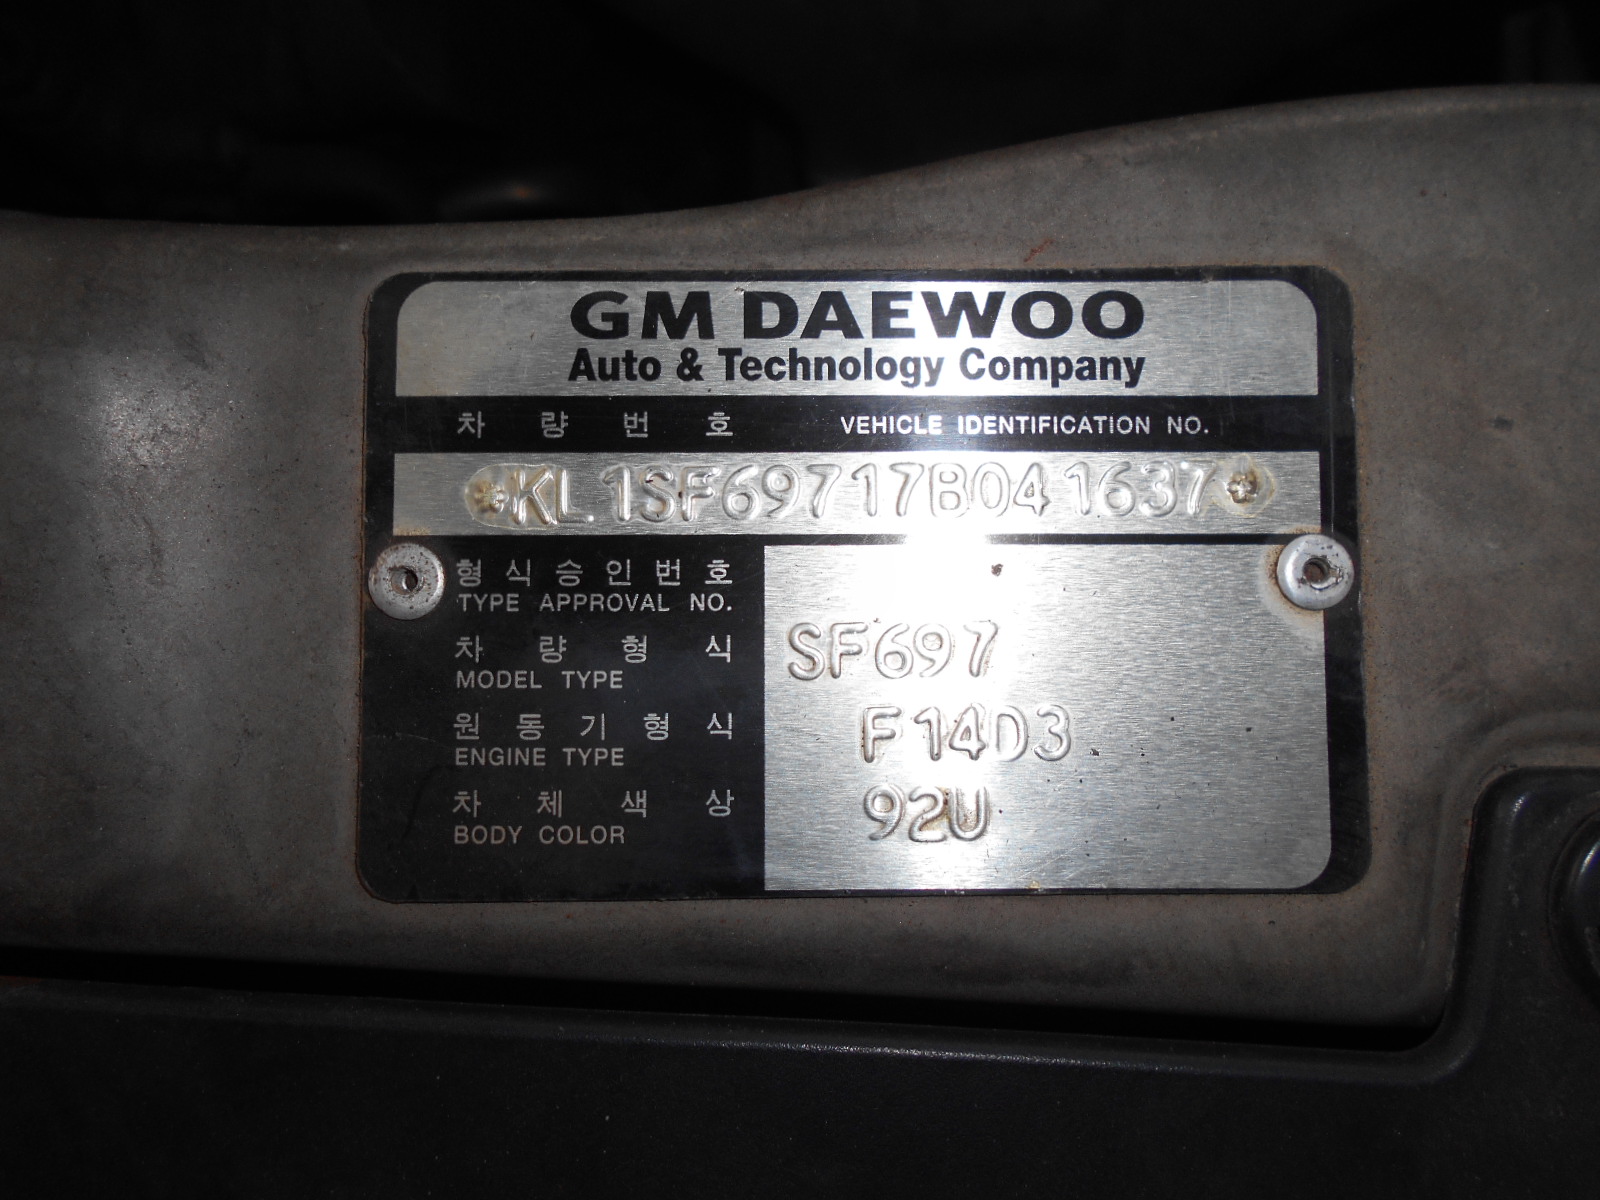 GM DAEWOO
Auto & Technology Company
차 량 번 호 VEHICLE IDENTIFICATION NO.
*KL1SF69717B041637*
형 식 승 인 번 호
TYPE APPROVAL NO.
차 량 형 식 SF697
MODEL TYPE
원 동 기 형 식 F14D3
ENGINE TYPE
차 체 색 상 92U
BODY COLOR